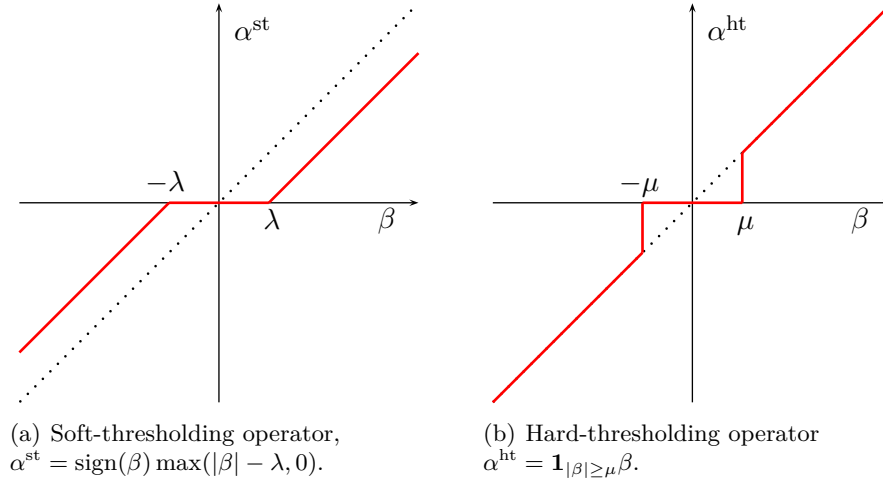 α^st
α^ht
−λ
λ
β
−μ
μ
β
(a) Soft-thresholding operator,
α^st = sign(β) max(|β| − λ, 0).
(b) Hard-thresholding operator
α^ht = 1_{|β|≥μ}β.